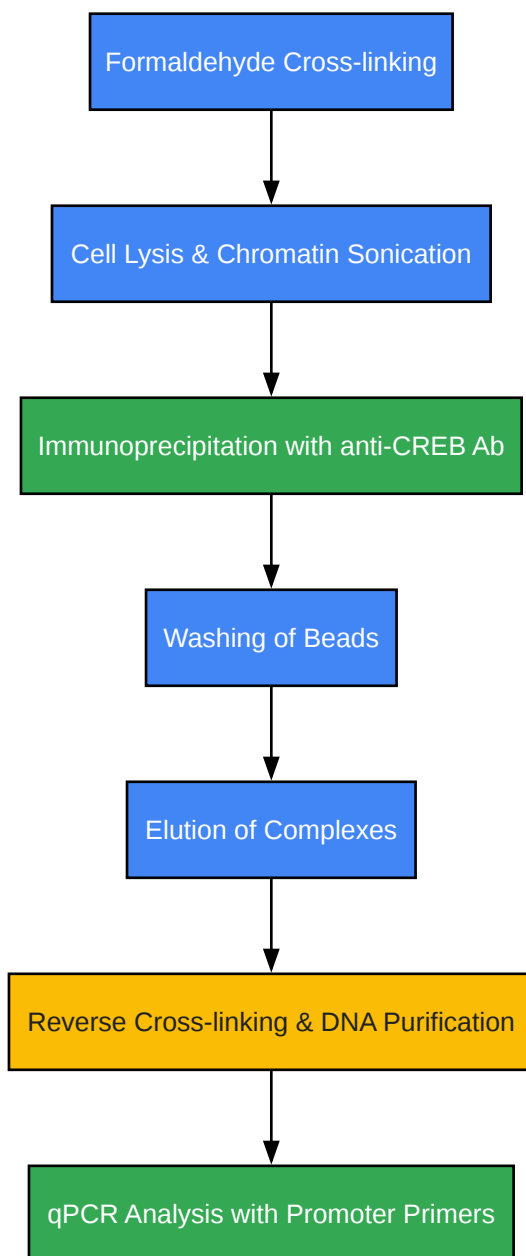 Formaldehyde Cross-linking
Cell Lysis & Chromatin Sonication
Immunoprecipitation with anti-CREB Ab
Washing of Beads
Elution of Complexes
Reverse Cross-linking & DNA Purification
qPCR Analysis with Promoter Primers